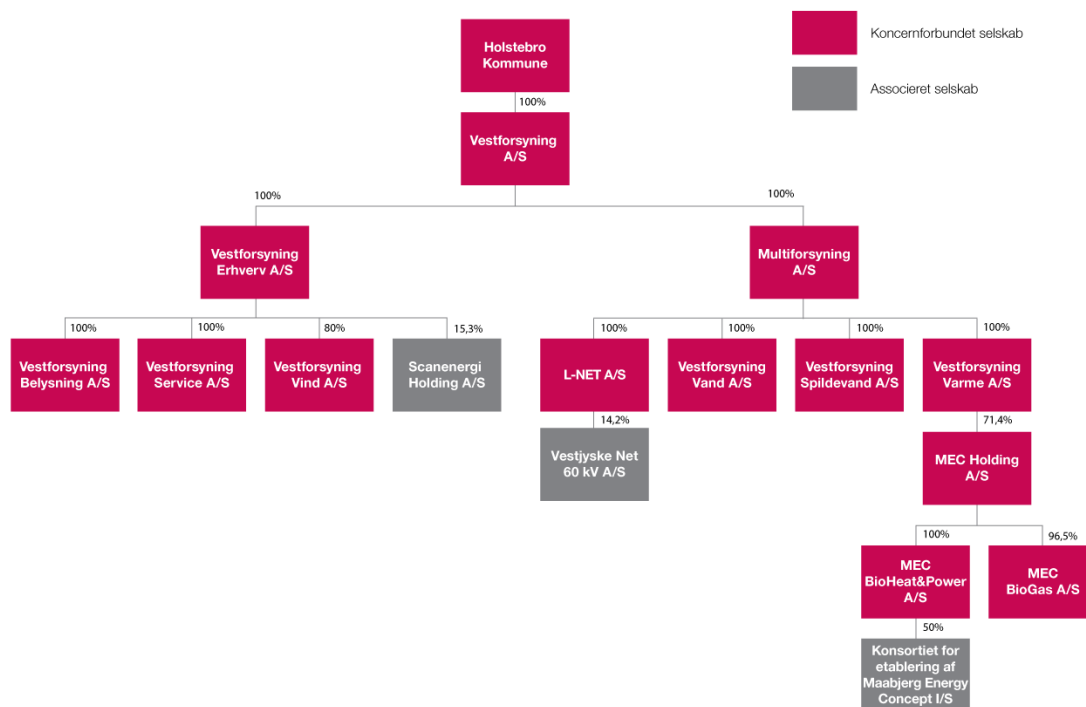 Holstebro
Kommune
Koncernforbundet selskab
Associeret selskab
100%
Vestforsyning
A/S
100%
100%
Vestforsyning
Erhverv A/S
Multiforsyning
A/S
100%
100%
80%
15,3%
100%
100%
100%
100%
Vestforsyning
Belysning A/S
Vestforsyning
Service A/S
Vestforsyning
Vind A/S
Scanenergi
Holding A/S
L-NET A/S
Vestforsyning
Vand A/S
Vestforsyning
Spildevand A/S
Vestforsyning
Varme A/S
14,2%
71,4%
Vestjyske Net
60 kV A/S
MEC Holding
A/S
100%
96,5%
MEC
BioHeat&Power
A/S
MEC
BioGas A/S
50%
Konsortiet for
etablering af
Maabjerg Energy
Concept I/S